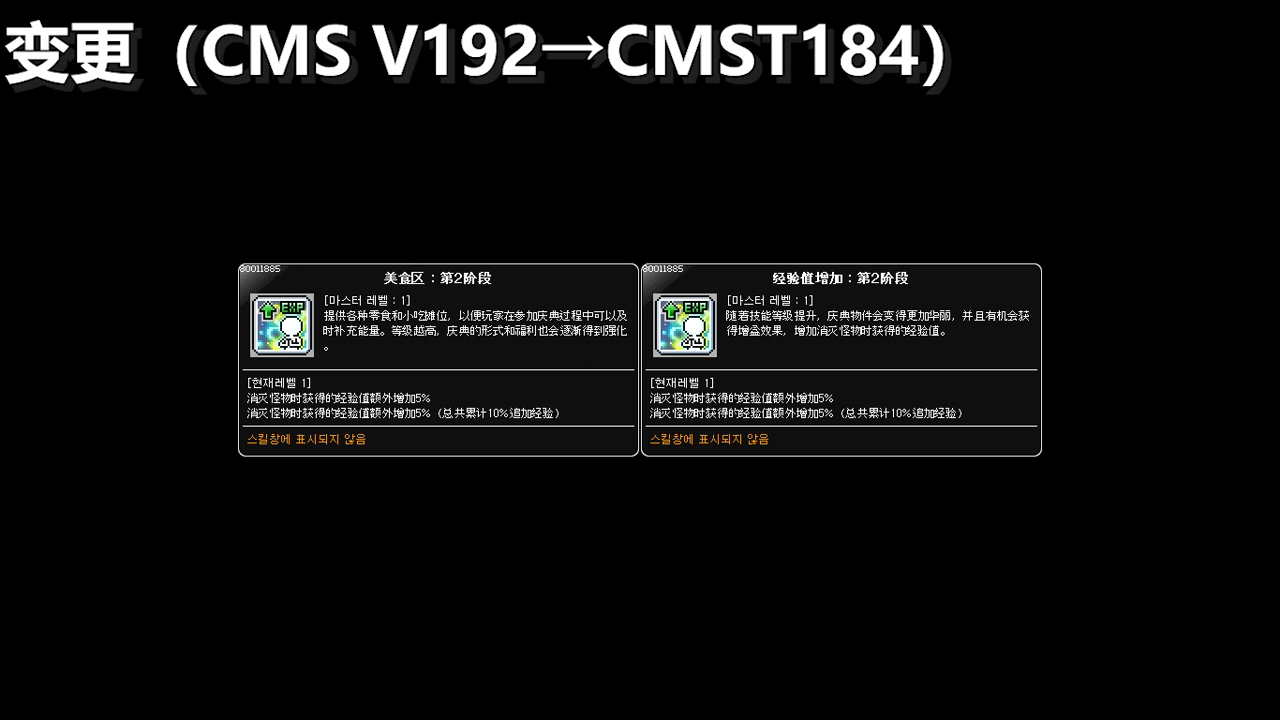 变更（CMS V192→CMST184）
80011885
美食区：第2阶段
[마스터 레벨 : 1]
提供各种零食和小吃摊位，以便玩家在参加庆典过程中可以及
时补充能量。等级越高，庆典的形式和福利也会逐渐得到强化
。
[현재레벨 1]
消灭怪物时获得的经验值额外增加5%
消灭怪物时获得的经验值额外增加5%（总共累计10%追加经验）
스킬창에 표시되지 않음
80011885
经验值增加：第2阶段
[마스터 레벨 : 1]
随着技能等级提升，庆典物件会变得更加华丽，并且有机会获
得增益效果，增加消灭怪物时获得的经验值。
[현재레벨 1]
消灭怪物时获得的经验值额外增加5%
消灭怪物时获得的经验值额外增加5%（总共累计10%追加经验）
스킬창에 표시되지 않음
EXP
EXP